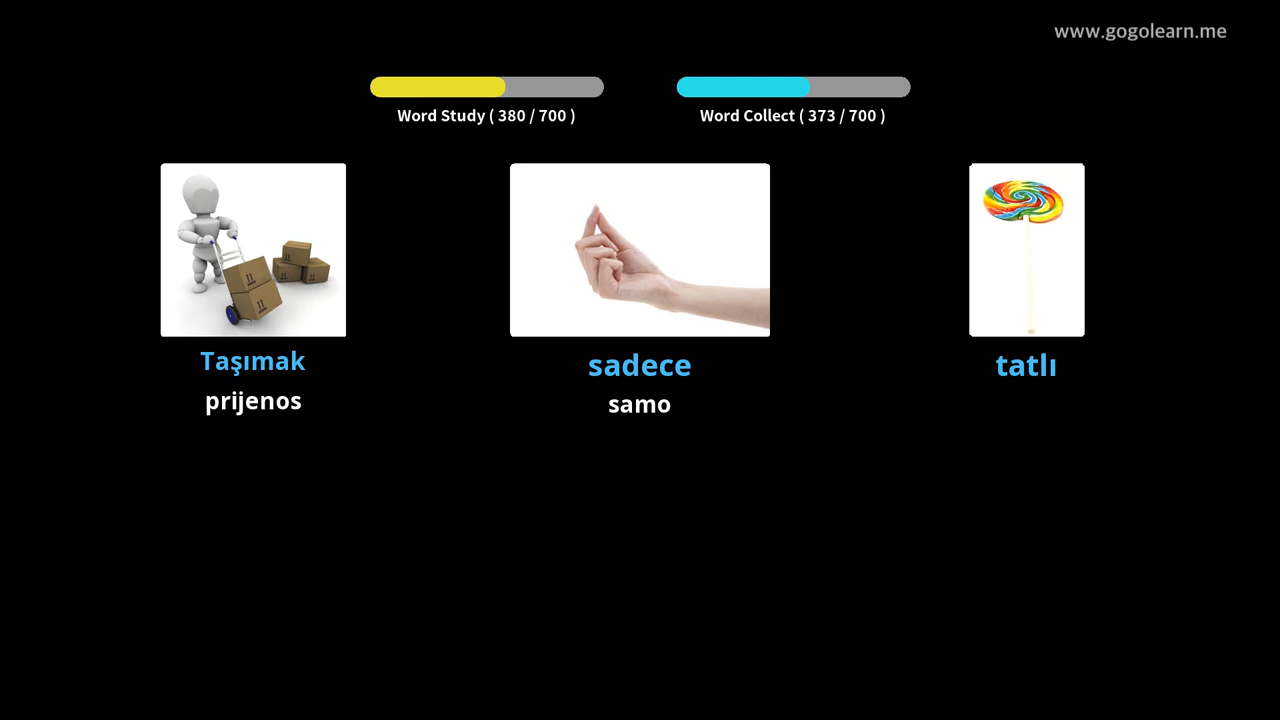 www.gogolearn.me
Word Study ( 380 / 700 )
Word Collect ( 373 / 700 )
Taşımak
prijenos
sadece
samo
tatlı